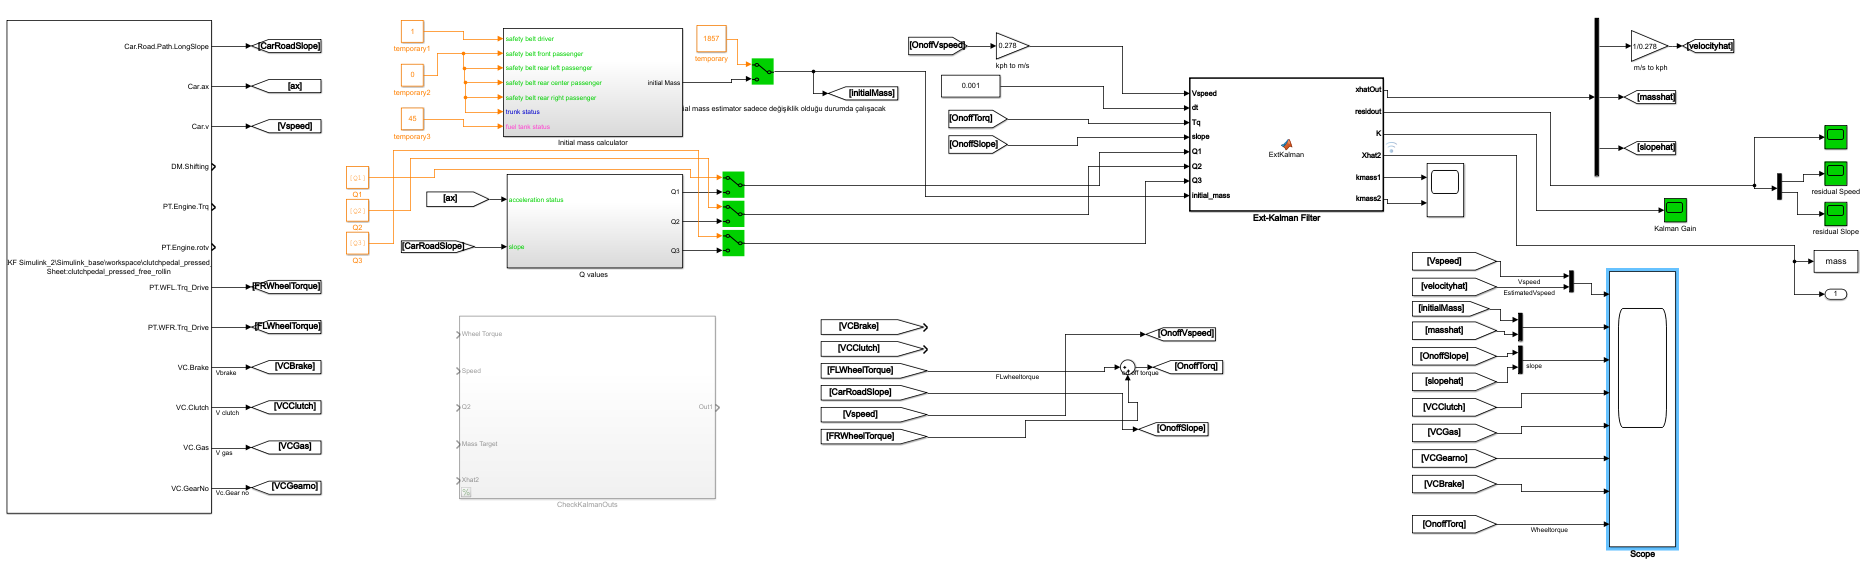 Car.Road.Path.LongSlope
[CarRoadSlope]
Car.ax
[ax]
Car.v
[Vspeed]
DM.Shifting
PT.Engine.Trq
PT.Engine.rotv
KF Simulink_2\Simulink_base\workspace\clutchpedal_pressed
Sheet:clutchpedal_pressed_free_rollin
PT.WFL.Trq_Drive
[FRWheelTorque]
PT.WFR.Trq_Drive
[FLWheelTorque]
VC.Brake
Vbrake
[VCBrake]
VC.Clutch
V clutch
[VCClutch]
VC.Gas
V gas
[VCGas]
VC.GearNo
Vc.Gear no
[VCGearno]
1
temporary1
0
temporary2
45
temporary3
safety belt driver
safety belt front passenger
safety belt rear left passenger
safety belt rear center passenger
safety belt rear right passenger
trunk status
fuel tank status
initial Mass
Initial mass calculator
1857
temporary
[initialMass]
ial mass estimator sadece değişiklik olduğu durumda çalışacak
[Q1]
Q1
[Q2]
Q2
[Q3]
Q3
[ax]
[CarRoadSlope]
acceleration status
slope
Q1
Q2
Q3
Q values
Wheel Torque
Speed
Q2
Mass Target
Xhat2
Out1
CheckKalmanOuts
[OnoffVspeed]
0.278
kph to m/s
0.001
[OnoffTorq]
[OnoffSlope]
Vspeed
dt
Tq
slope
Q1
Q2
Q3
initial_mass
ExtKalman
xhatOut
residout
K
Xhat2
kmass1
kmass2
Ext-Kalman Filter
[VCBrake]
[VCClutch]
[FLWheelTorque]
FLwheeltorque
[CarRoadSlope]
[Vspeed]
[FRWheelTorque]
[OnoffVspeed]
[OnoffTorq]
[OnoffSlope]
1/0.278
m/s to kph
[velocityhat]
[masshat]
[slopehat]
residual Speed
residual Slope
Kalman Gain
mass
1
[Vspeed]
Vspeed
[velocityhat]
EstimatedVspeed
[initialMass]
[masshat]
[OnoffSlope]
slope
[slopehat]
[VCClutch]
[VCGas]
[VCGearno]
[VCBrake]
[OnoffTorq]
Wheeltorque
Scope